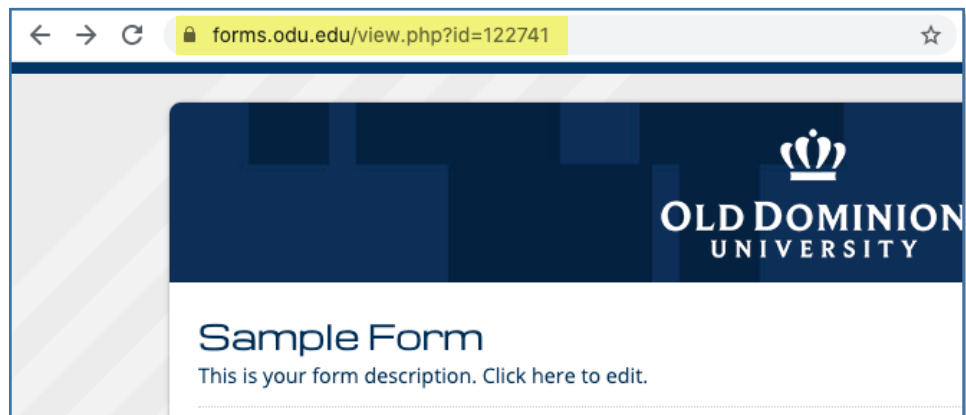 forms.odu.edu/view.php?id=122741
OLD DOMINION
UNIVERSITY
Sample Form
This is your form description. Click here to edit.